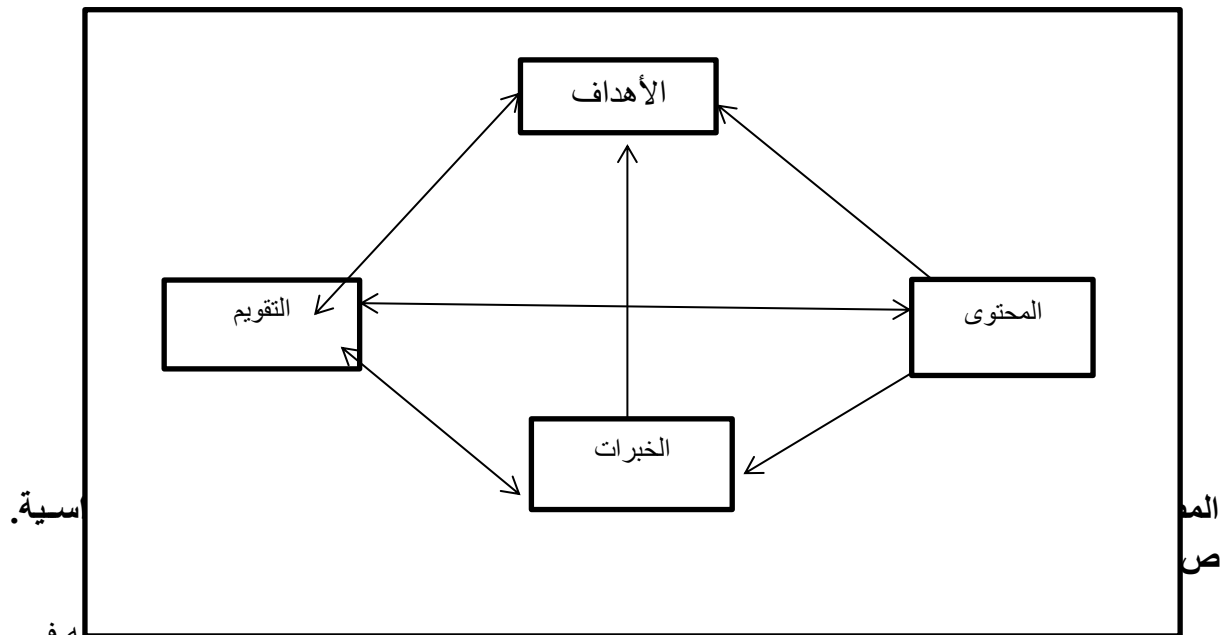 الأهداف
المحتوى
التقويم
الخبرات